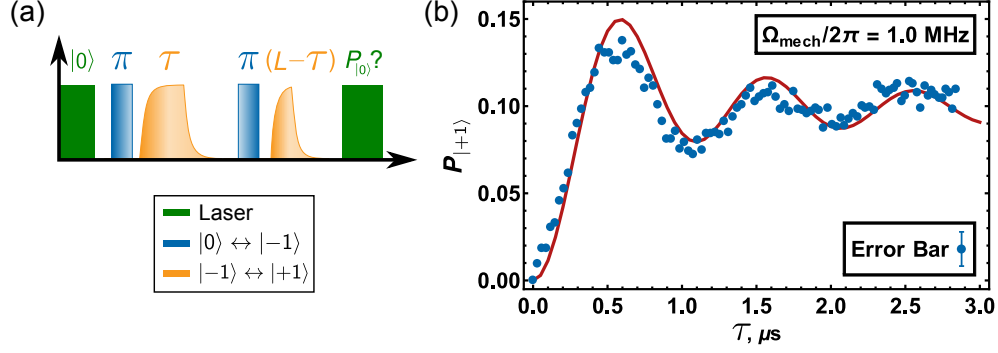 (a)
|0⟩ π τ π (L−τ) P|0⟩?
Laser
|0⟩ ↔ |−1⟩
|−1⟩ ↔ |+1⟩
(b)
Ωmech/2π = 1.0 MHz
P|+1⟩
0.15
0.10
0.05
0.00
Error Bar
0.0 0.5 1.0 1.5 2.0 2.5 3.0
τ, μs